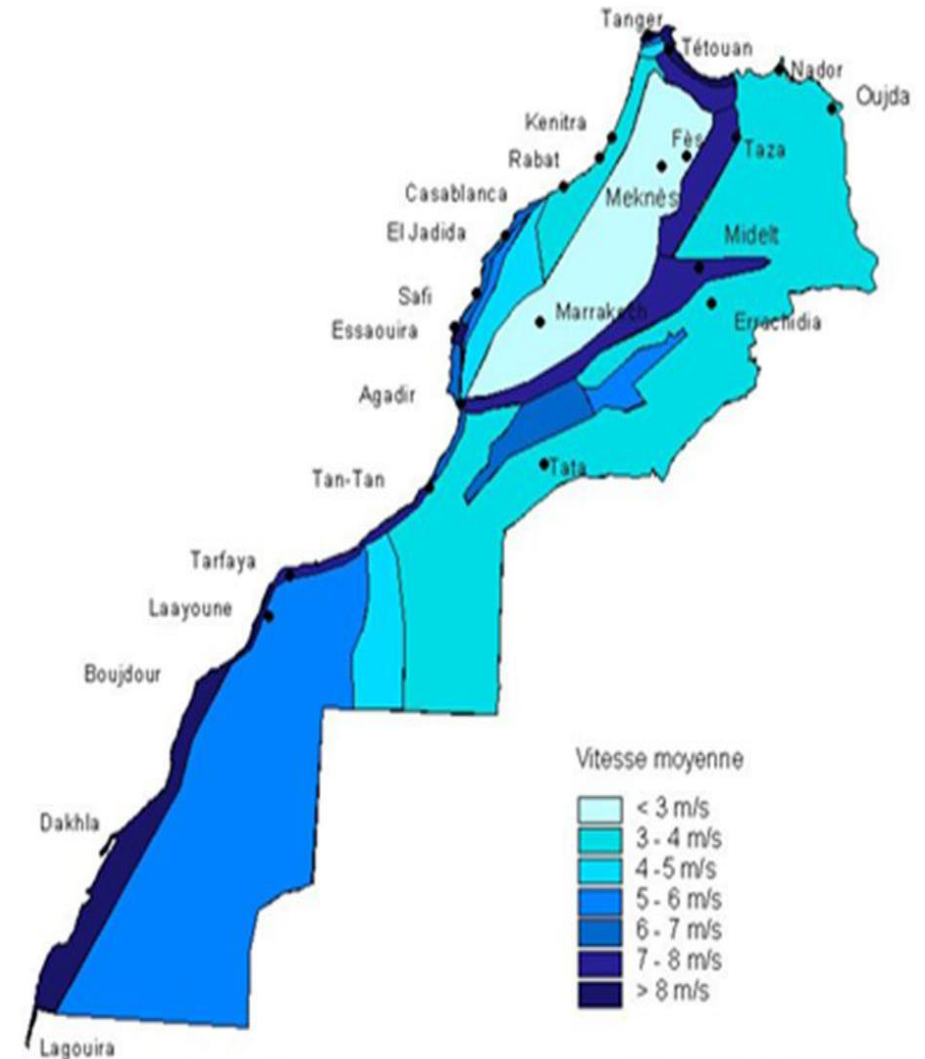 Tanger
Tétouan
Nador
Oujda
Kenitra
Fès
Taza
Rabat
Casablanca
Meknès
El Jadida
Midelt
Safi
Marrakech
Errachidia
Essaouira
Agadir
Tata
Tan-Tan
Tarfaya
Laayoune
Boujdour
Dakhla
Lagouira
Vitesse moyenne
< 3 m/s
3 - 4 m/s
4 -5 m/s
5 - 6 m/s
6 - 7 m/s
7 - 8 m/s
> 8 m/s